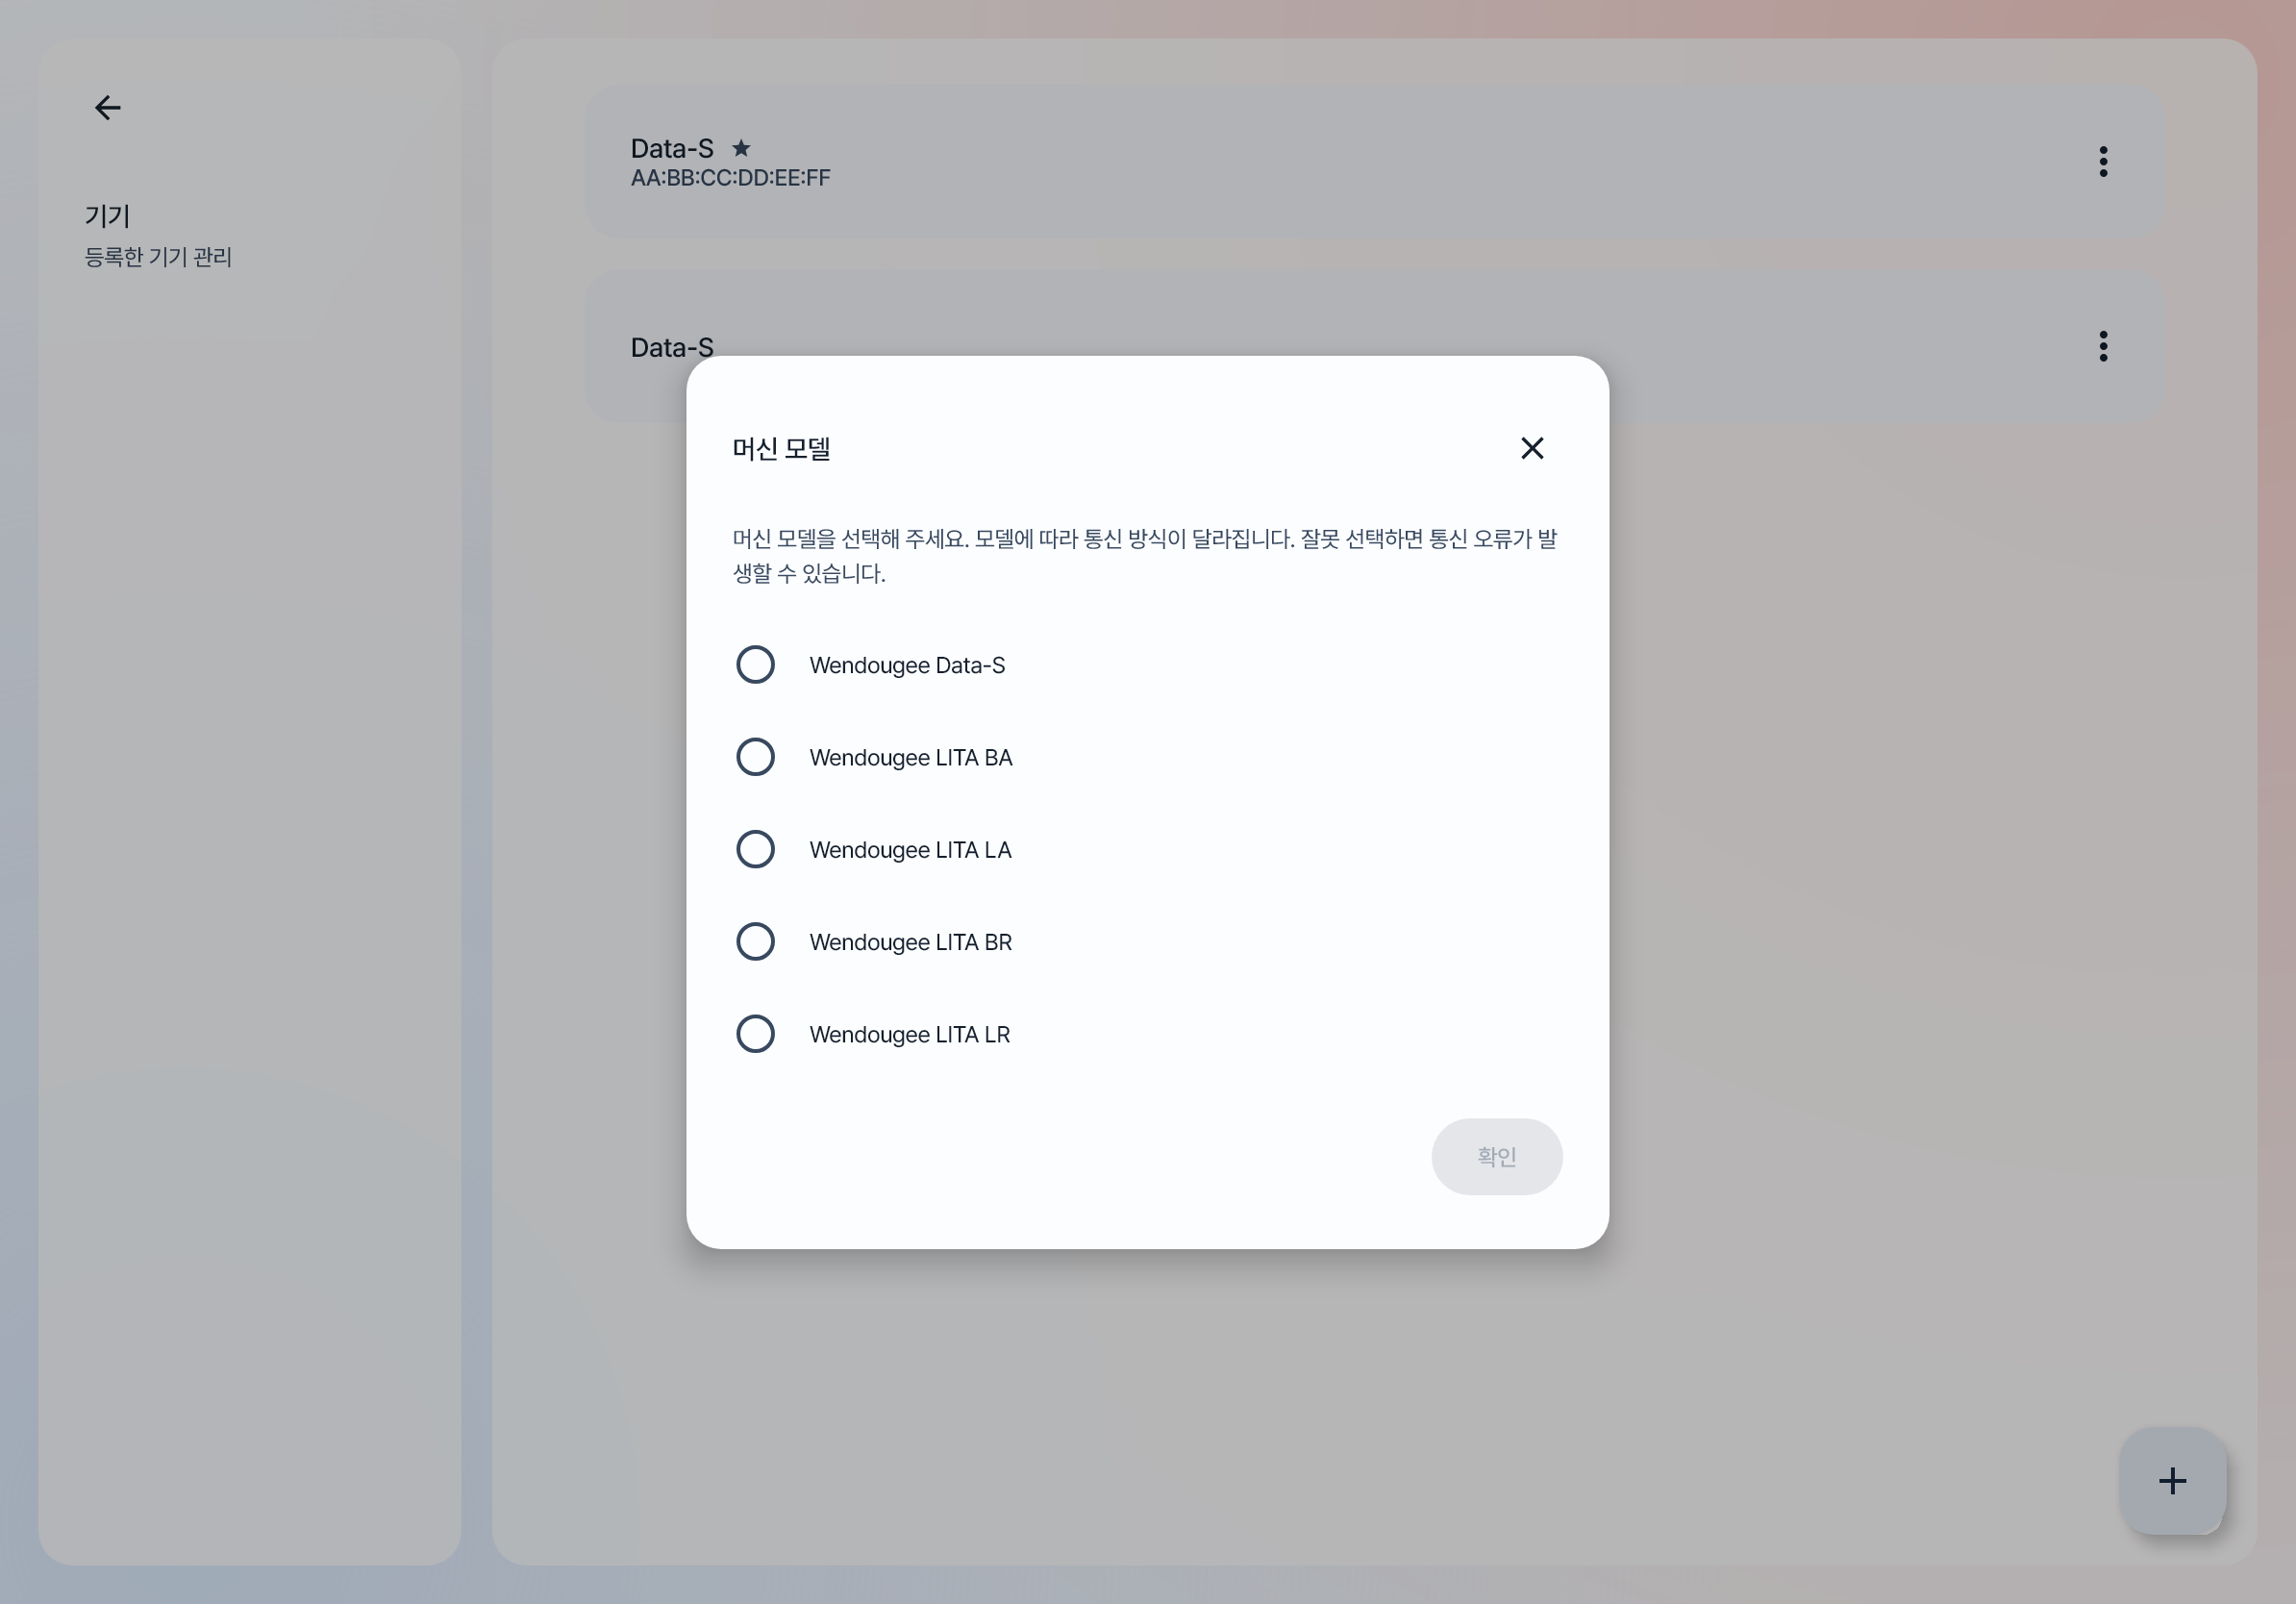 기기
등록한 기기 관리
Data-S
AA:BB:CC:DD:EE:FF
Data-S
머신 모델
머신 모델을 선택해 주세요. 모델에 따라 통신 방식이 달라집니다. 잘못 선택하면 통신 오류가 발
생할 수 있습니다.
Wendougee Data-S
Wendougee LITA BA
Wendougee LITA LA
Wendougee LITA BR
Wendougee LITA LR
확인